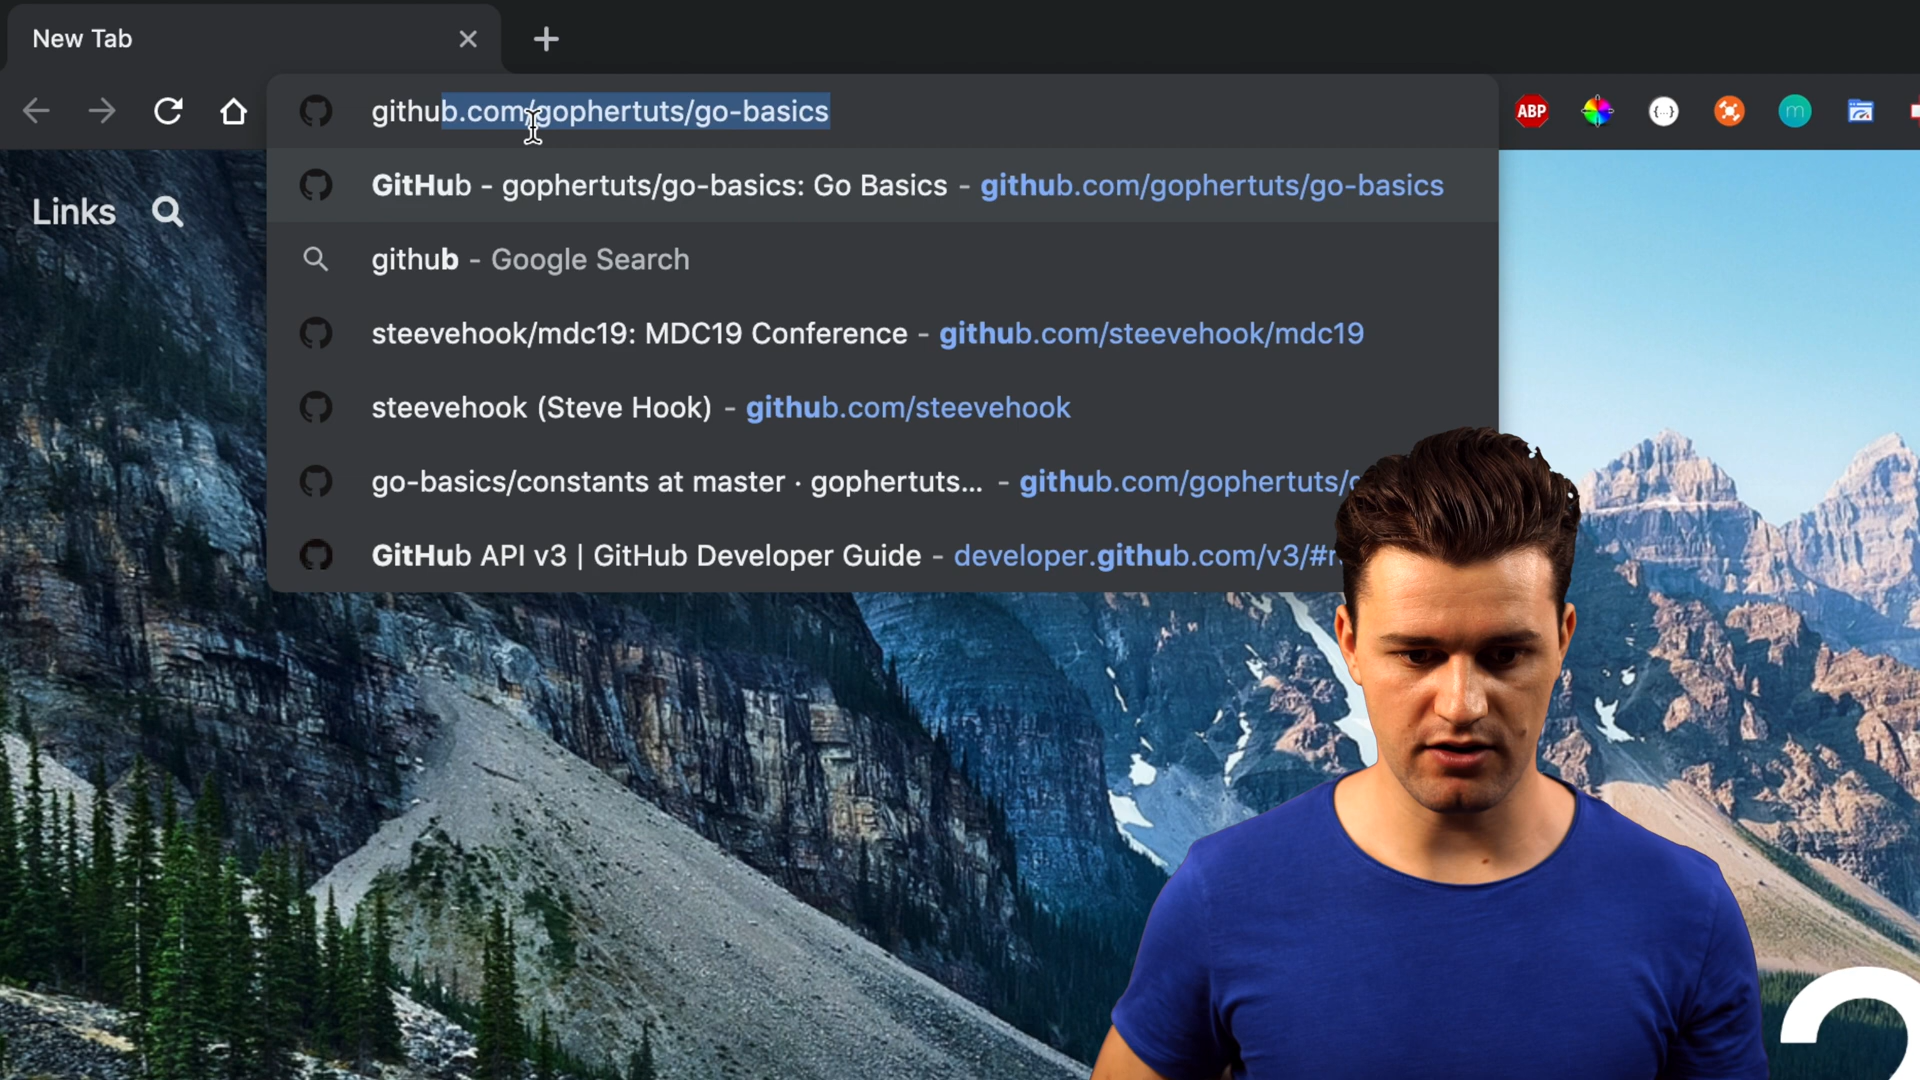 New Tab
github.com/gophertuts/go-basics
ABP
{...}
m
Links
GitHub - gophertuts/go-basics: Go Basics - github.com/gophertuts/go-basics
github - Google Search
steevehook/mdc19: MDC19 Conference - github.com/steevehook/mdc19
steevehook (Steve Hook) - github.com/steevehook
go-basics/constants at master · gophertuts... - github.com/gophertuts/
GitHub API v3 | GitHub Developer Guide - developer.github.com/v3/#